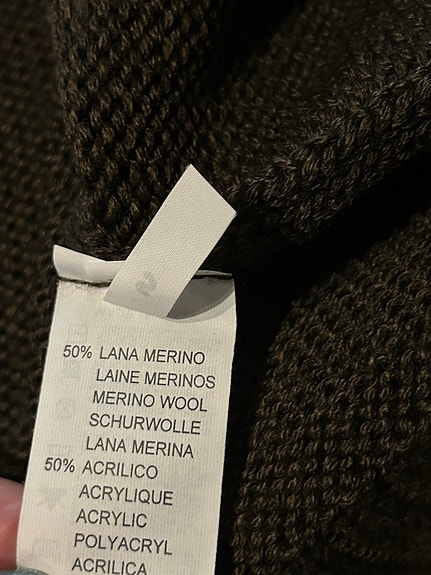 S
50% LANA MERINO
LAINE MERINOS
MERINO WOOL
SCHURWOLLE
LANA MERINA
50% ACRILICO
ACRYLIQUE
ACRYLIC
POLYACRYL
ACRILICA